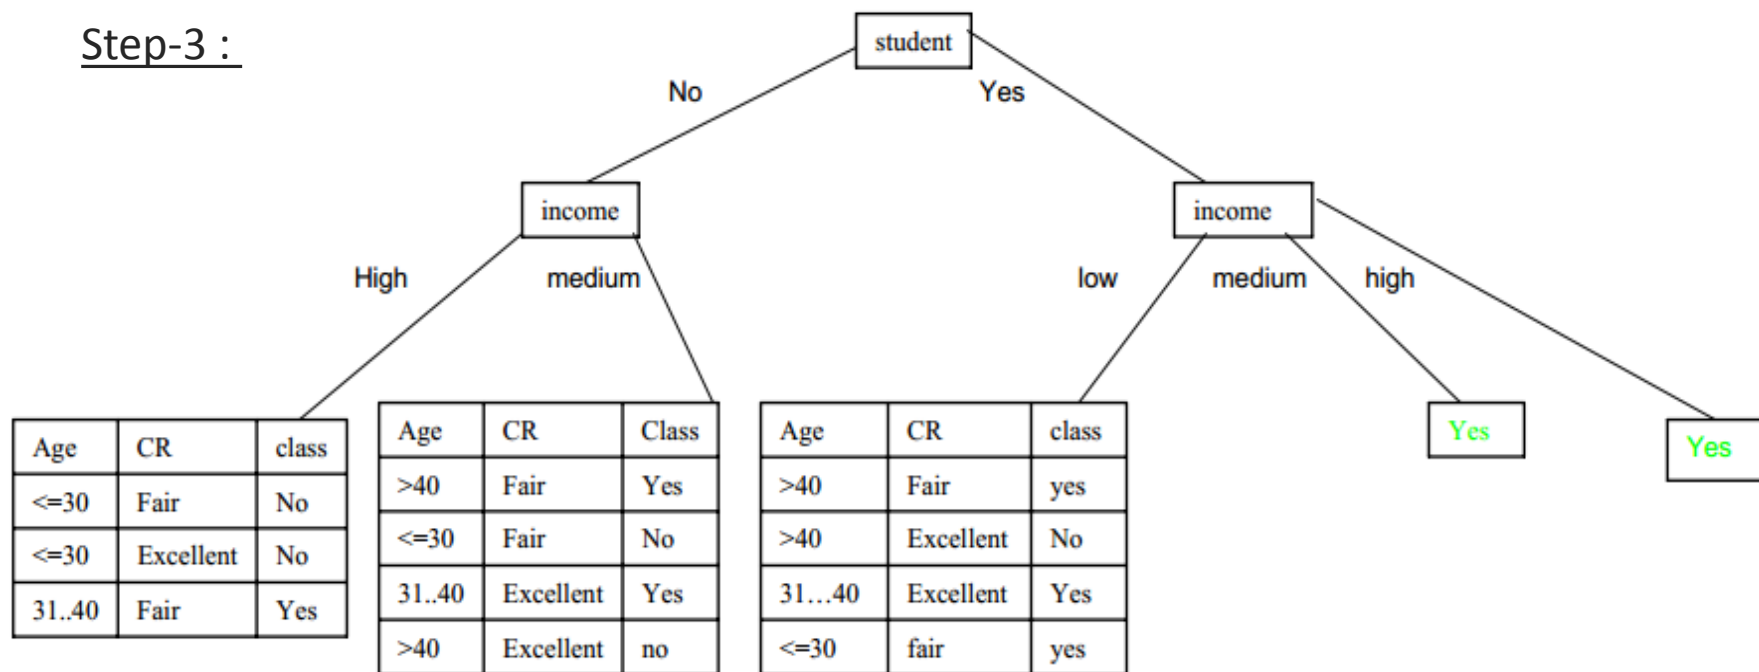 Step-3 :
student
No
Yes
income
income
High
medium
low
medium
high
Age CR class
<=30 Fair No
<=30 Excellent No
31..40 Fair Yes
Age CR Class
>40 Fair Yes
<=30 Fair No
31..40 Excellent Yes
>40 Excellent no
Age CR class
>40 Fair yes
>40 Excellent No
31...40 Excellent Yes
<=30 fair yes
Yes
Yes